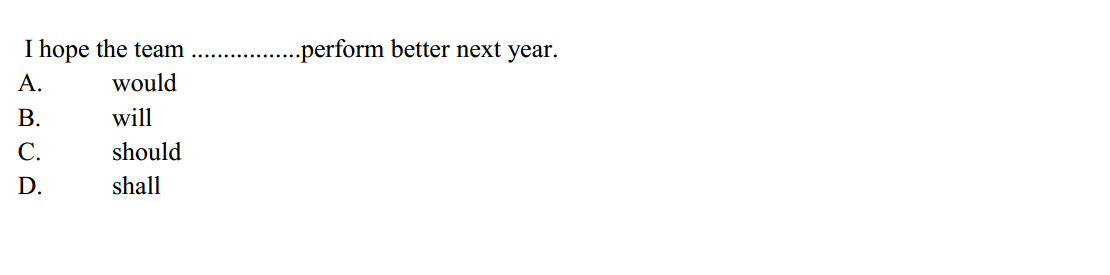 I hope the team .................perform better next year.
A. would
B. will
C. should
D. shall